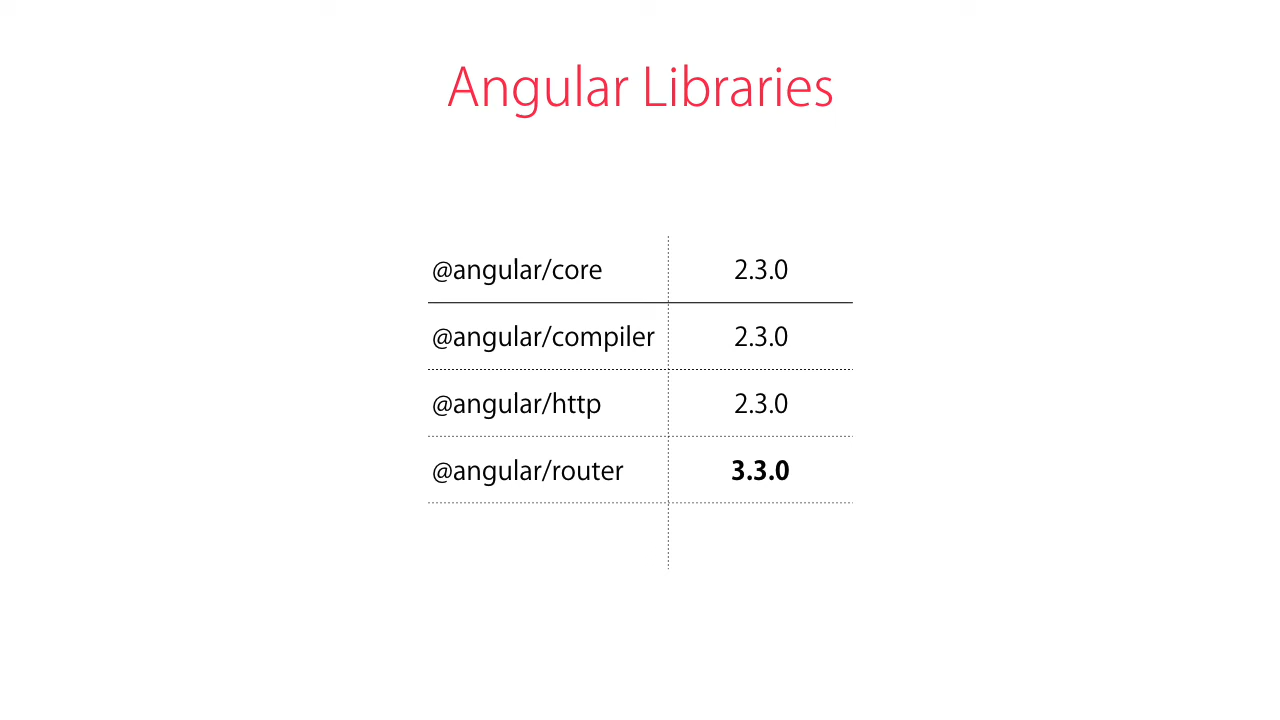 Angular Libraries
@angular/core 2.3.0
@angular/compiler 2.3.0
@angular/http 2.3.0
@angular/router 3.3.0